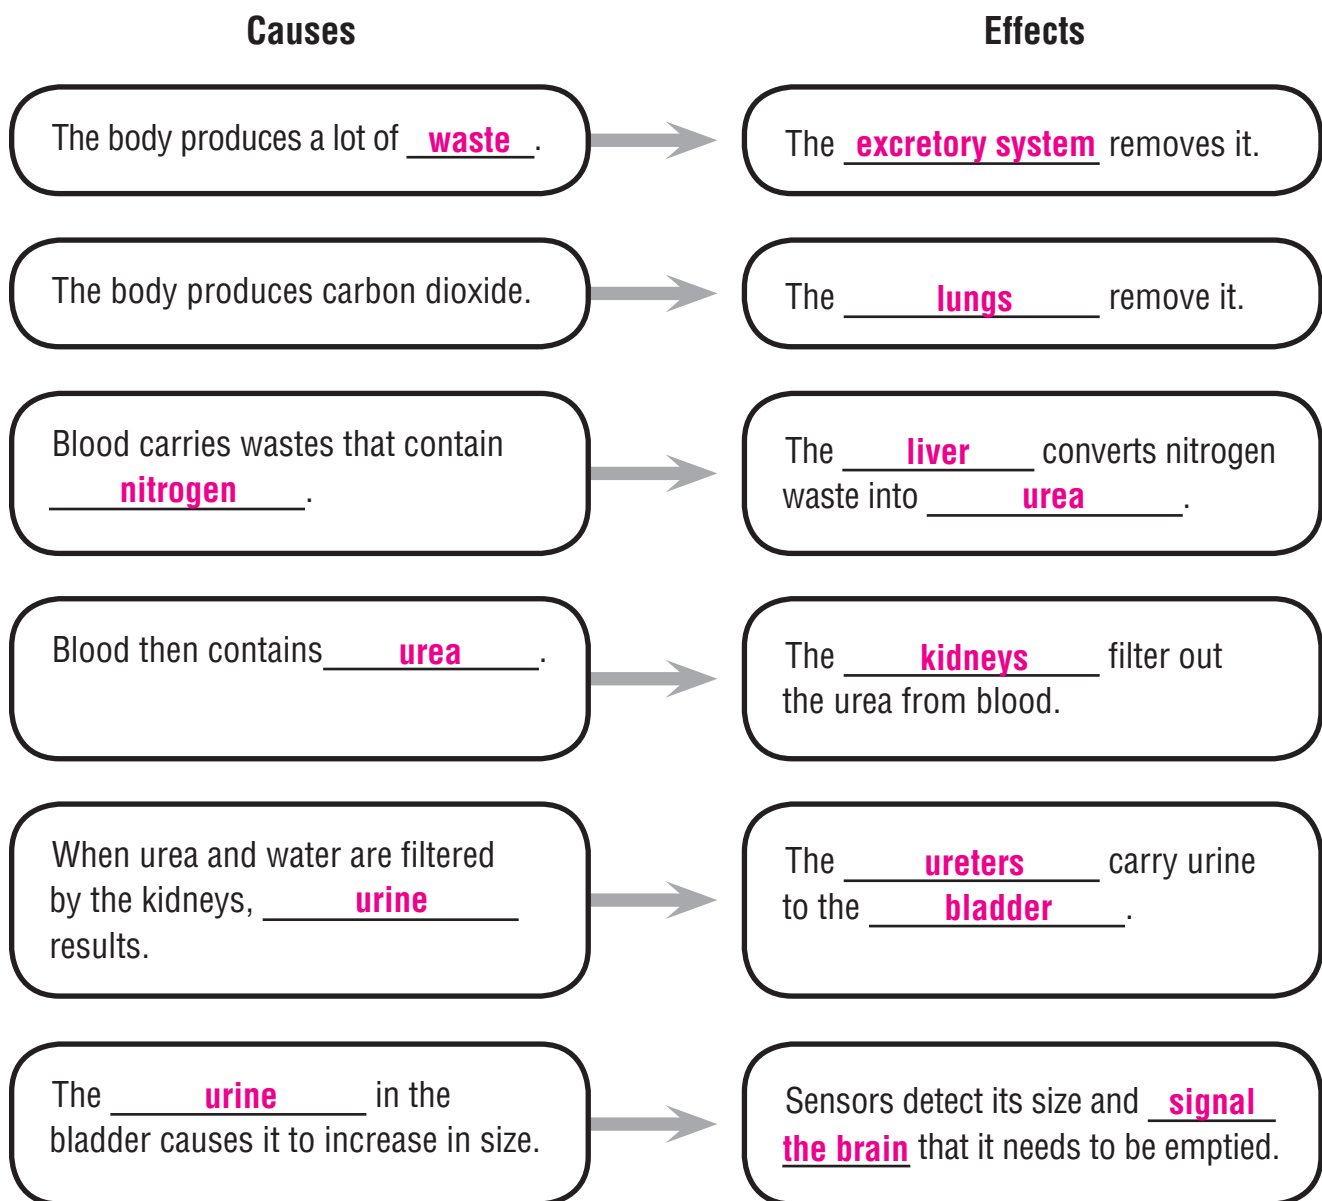 Causes
Effects
The body produces a lot of waste.
The excretory system removes it.
The body produces carbon dioxide.
The lungs remove it.
Blood carries wastes that contain
nitrogen.
The liver converts nitrogen
waste into urea.
Blood then contains urea.
The kidneys filter out
the urea from blood.
When urea and water are filtered
by the kidneys, urine
results.
The ureters carry urine
to the bladder.
The urine in the
bladder causes it to increase in size.
Sensors detect its size and signal
the brain that it needs to be emptied.